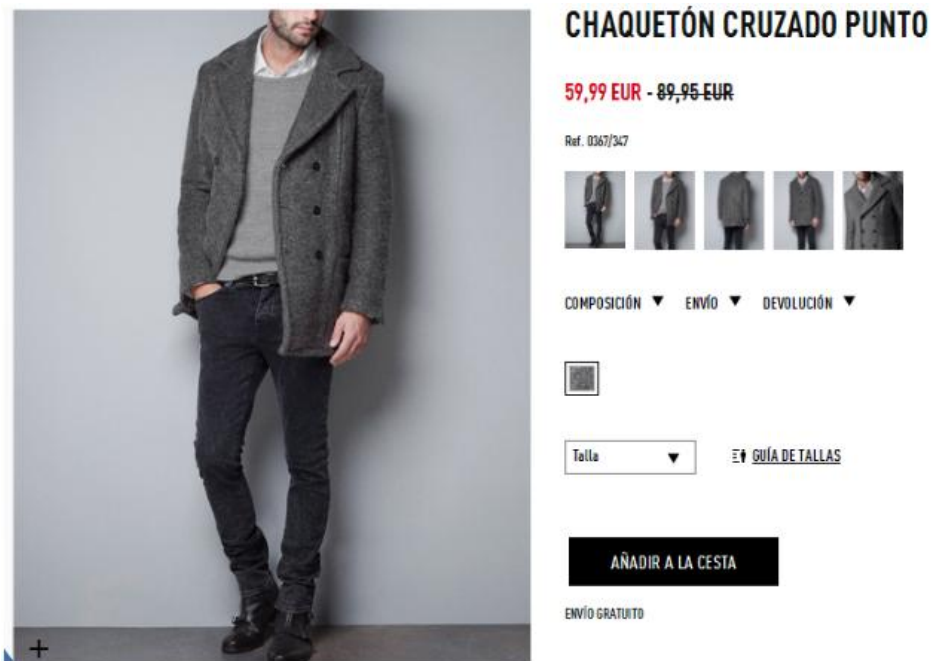 CHAQUETÓN CRUZADO PUNTO
59,99 EUR - 89,95 EUR
Ref. 0367/347
COMPOSICIÓN ▼ ENVÍO ▼ DEVOLUCIÓN ▼
Talla ▼ GUÍA DE TALLAS
AÑADIR A LA CESTA
ENVÍO GRATUITO